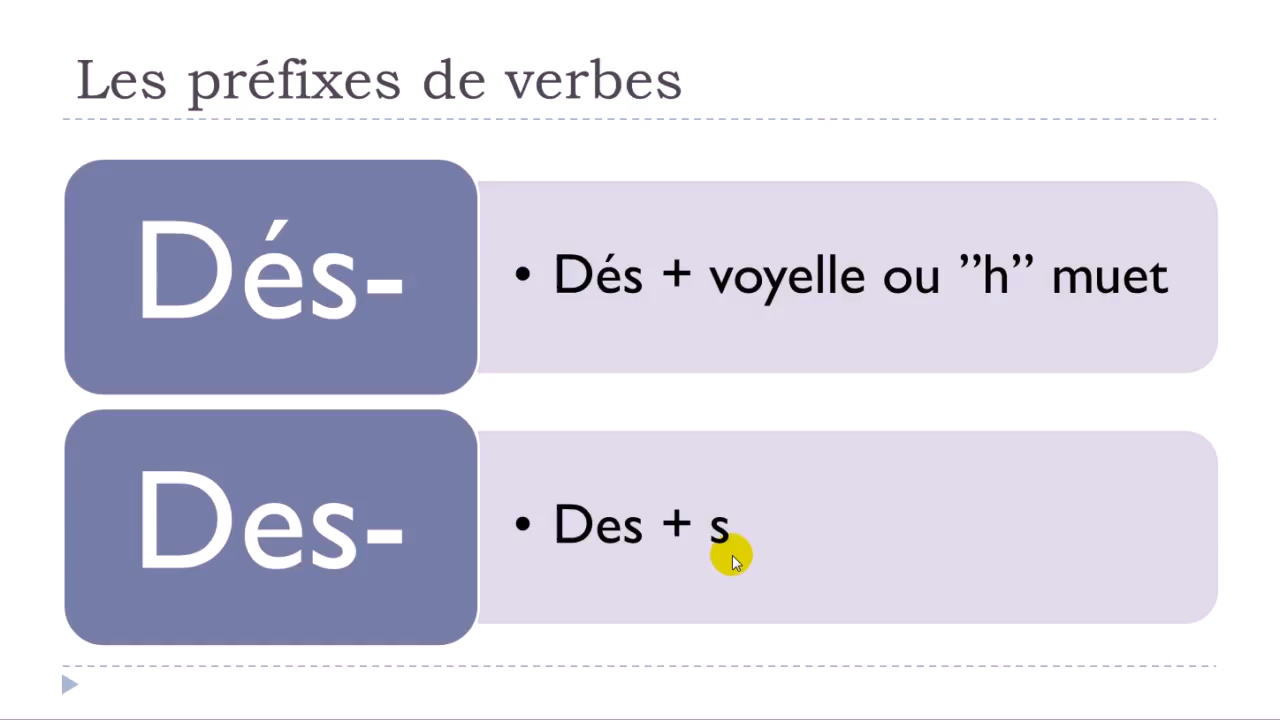 Les préfixes de verbes
Dés-
• Dés + voyelle ou ”h” muet
Des-
• Des + s